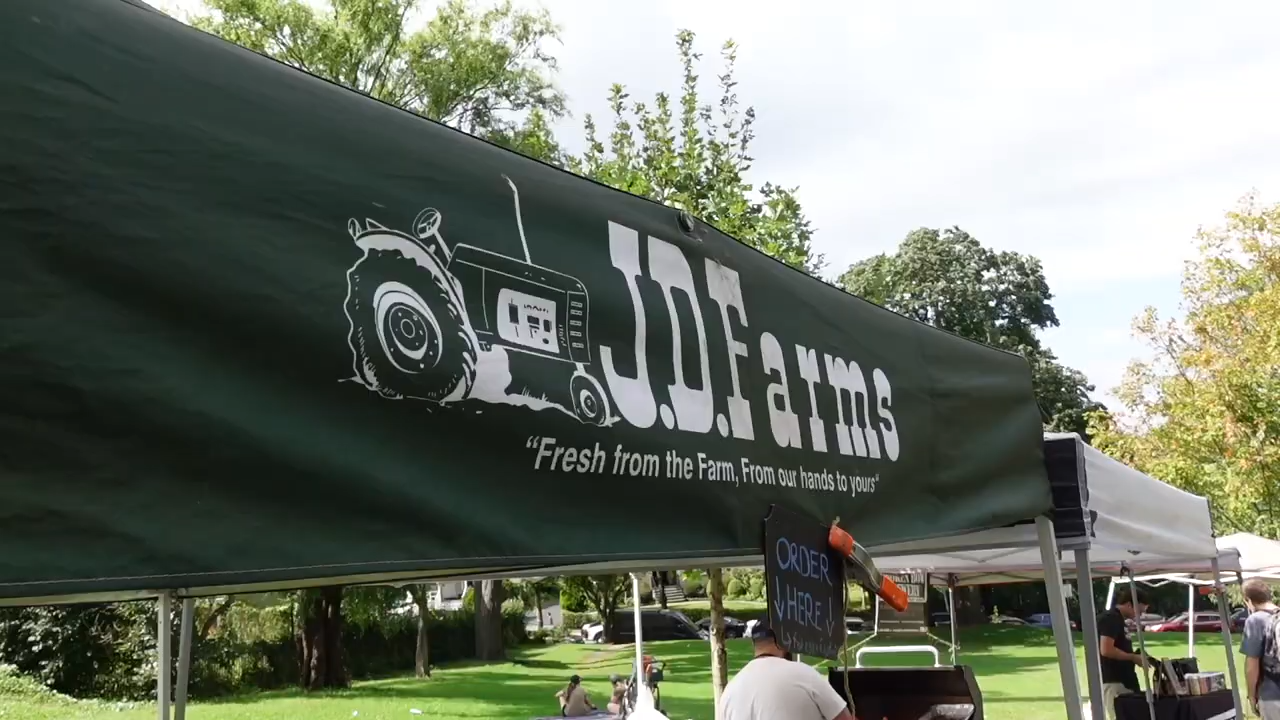 J.D.Farms
“Fresh from the Farm, From our hands to yours“
ORDER
↓HERE↓